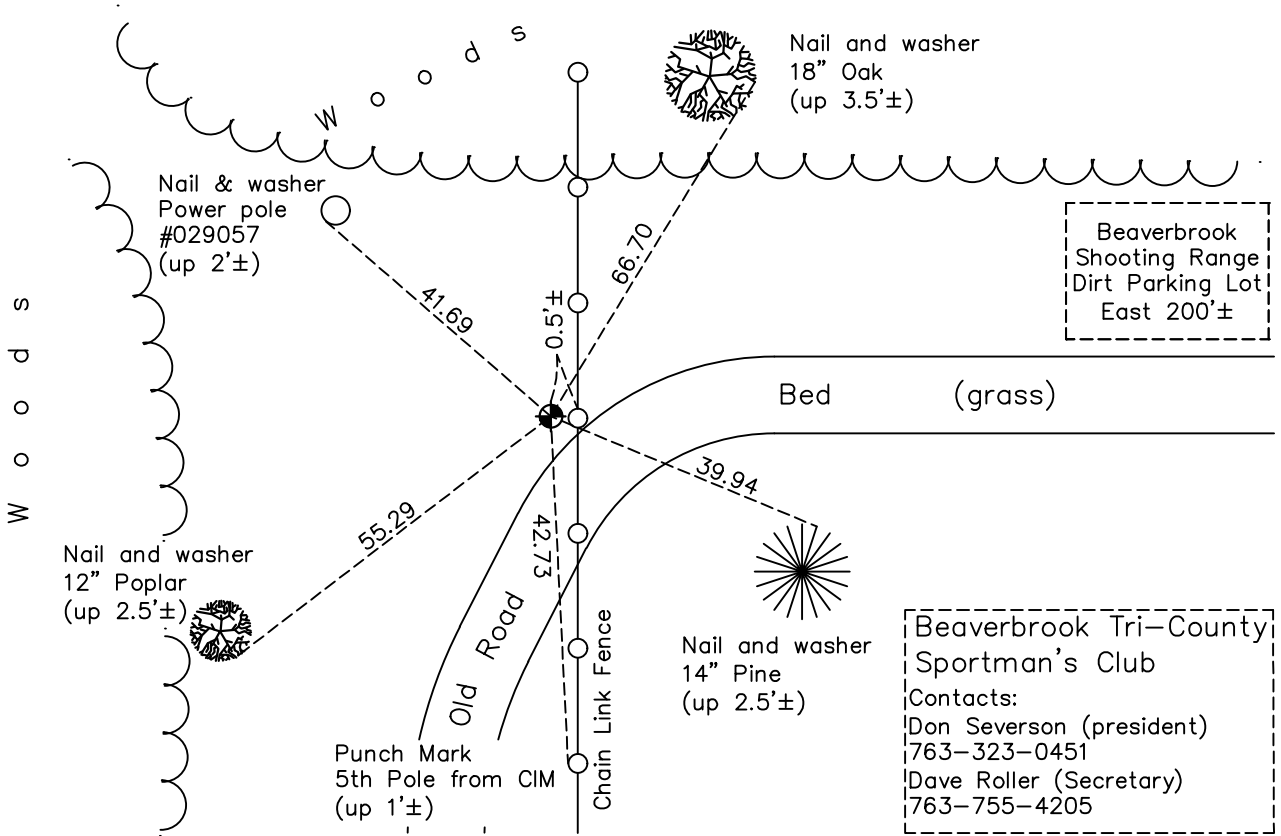 Woods
Nail and washer
18” Oak
(up 3.5'±)
Nail & washer
Power pole
#029057
(up 2'±)
66.70
Beaverbrook
Shooting Range
Dirt Parking Lot
East 200'±
41.69
0.5'±
Woods
Bed (grass)
39.94
55.29
42.73
Nail and washer
12” Poplar
(up 2.5'±)
Old Road
Chain Link Fence
Nail and washer
14” Pine
(up 2.5'±)
Punch Mark
5th Pole from CIM
(up 1'±)
Beaverbrook Tri–County
Sportman's Club
Contacts:
Don Severson (president)
763–323–0451
Dave Roller (Secretary)
763–755–4205